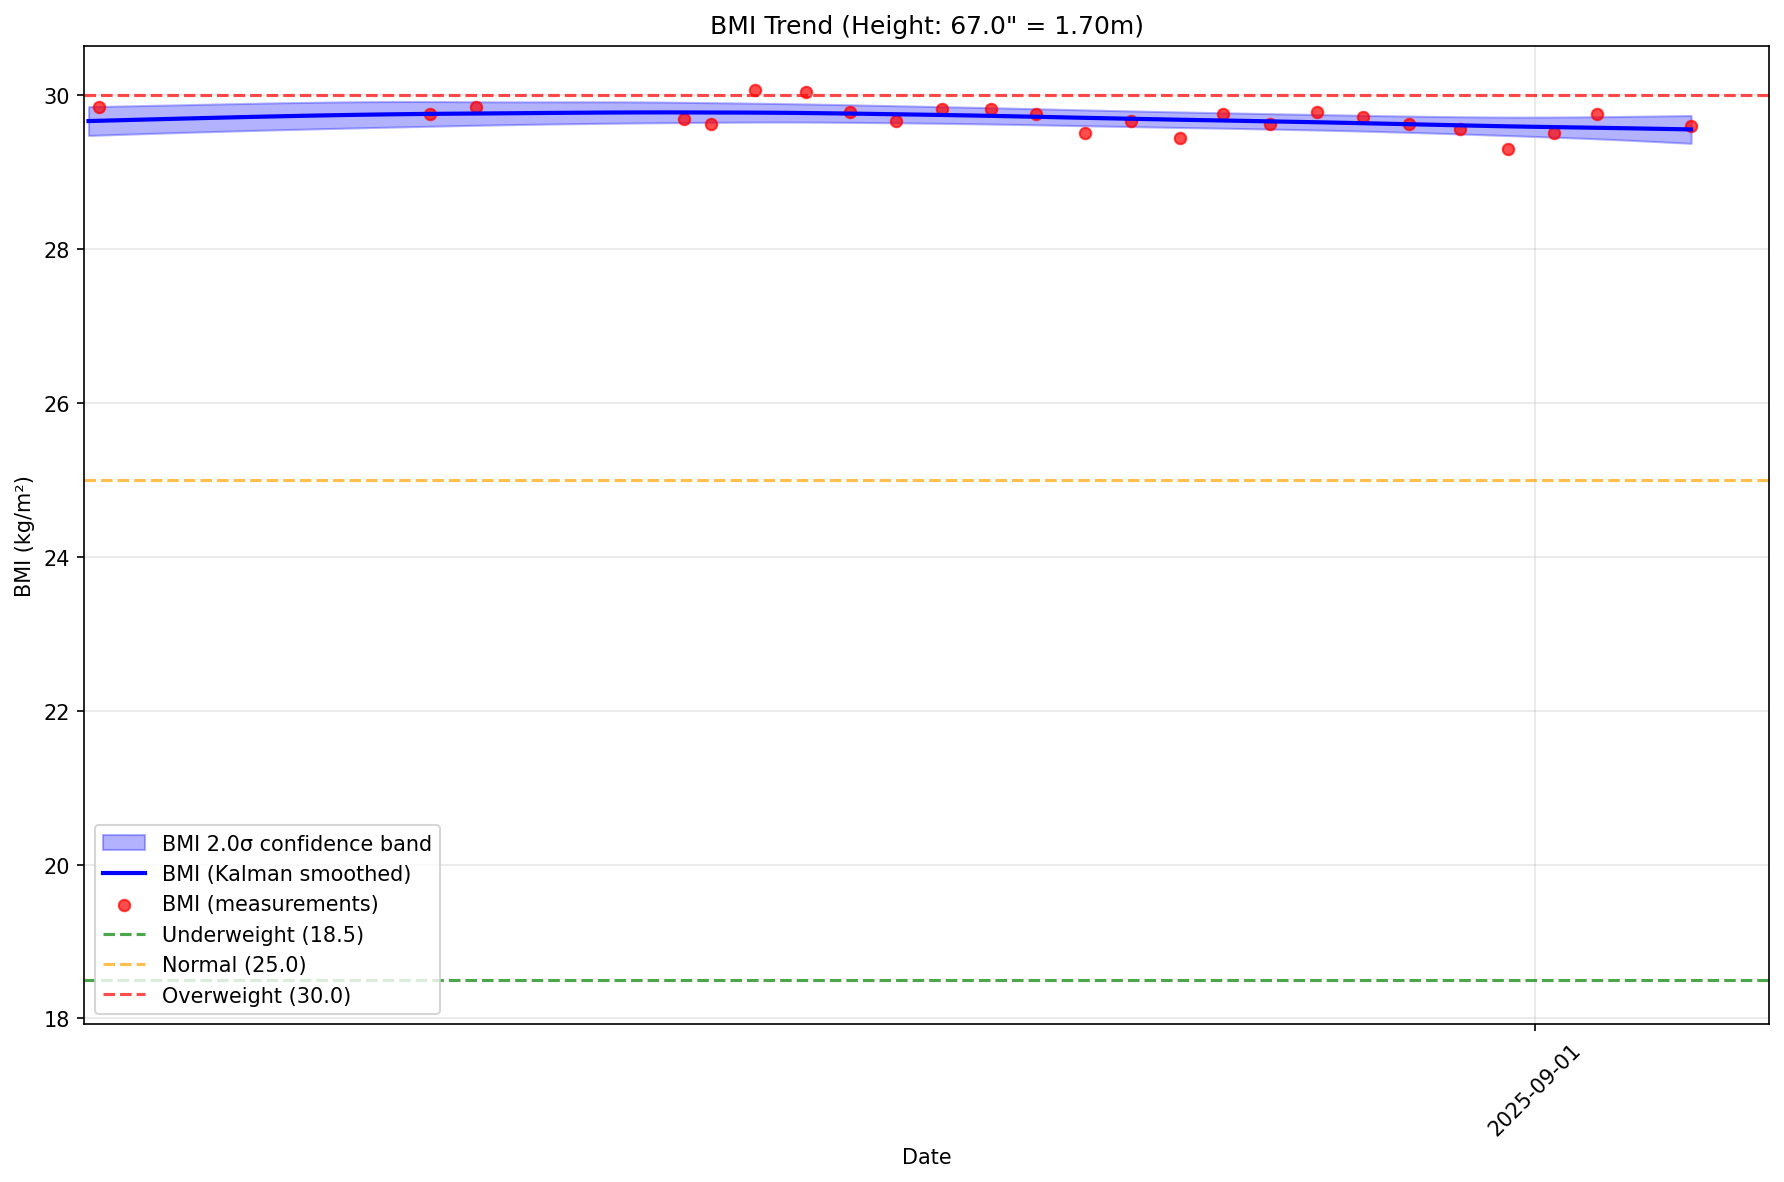 BMI Trend (Height: 67.0" = 1.70m)
30
28
26
24
22
20
18
BMI (kg/m²)
BMI 2.0σ confidence band
BMI (Kalman smoothed)
BMI (measurements)
Underweight (18.5)
Normal (25.0)
Overweight (30.0)
2025-09-01
Date